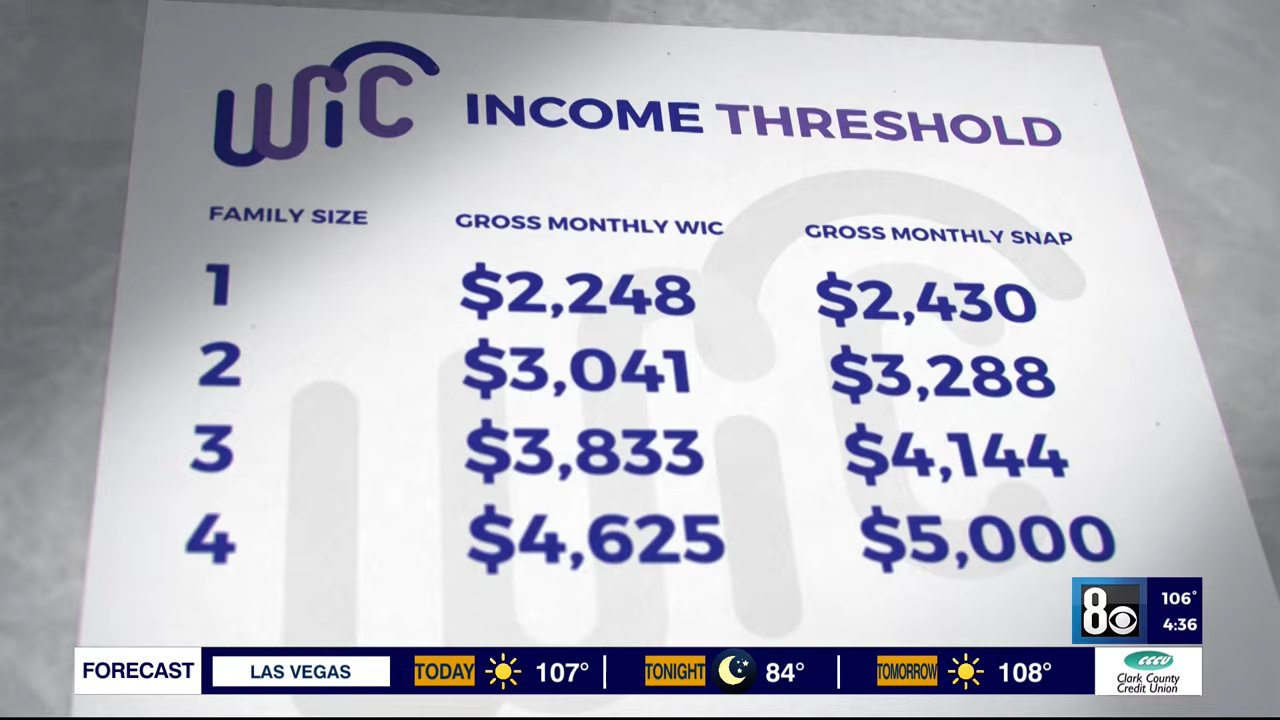 WiC INCOME THRESHOLD
FAMILY SIZE GROSS MONTHLY WIC GROSS MONTHLY SNAP
1 $2,248 $2,430
2 $3,041 $3,288
3 $3,833 $4,144
4 $4,625 $5,000
8 106°
4:36
FORECAST LAS VEGAS TODAY 107° TONIGHT 84° TOMORROW 108°
CCCU
Clark County
Credit Union